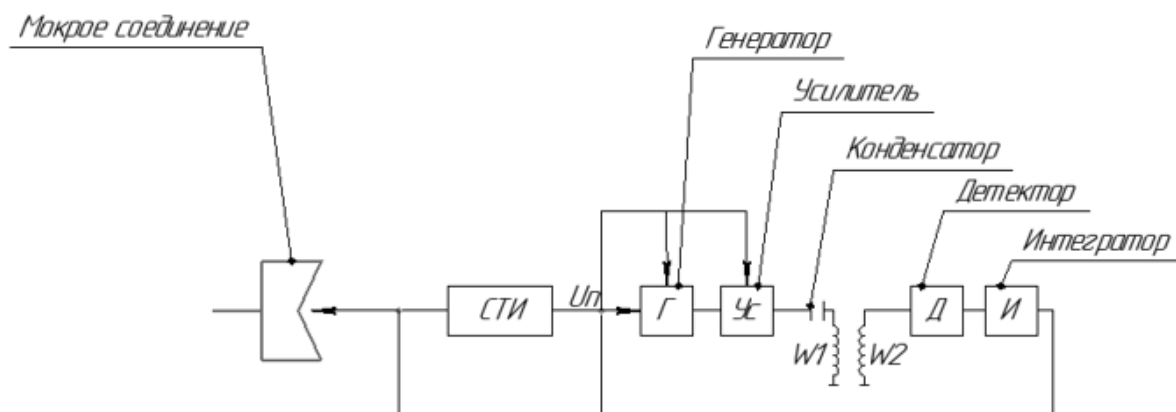 Мокрое соединение
Генератор
Усилитель
Конденсатор
Детектор
Интегратор
СТИ
Uп
Г
Ус
W1
W2
Д
И